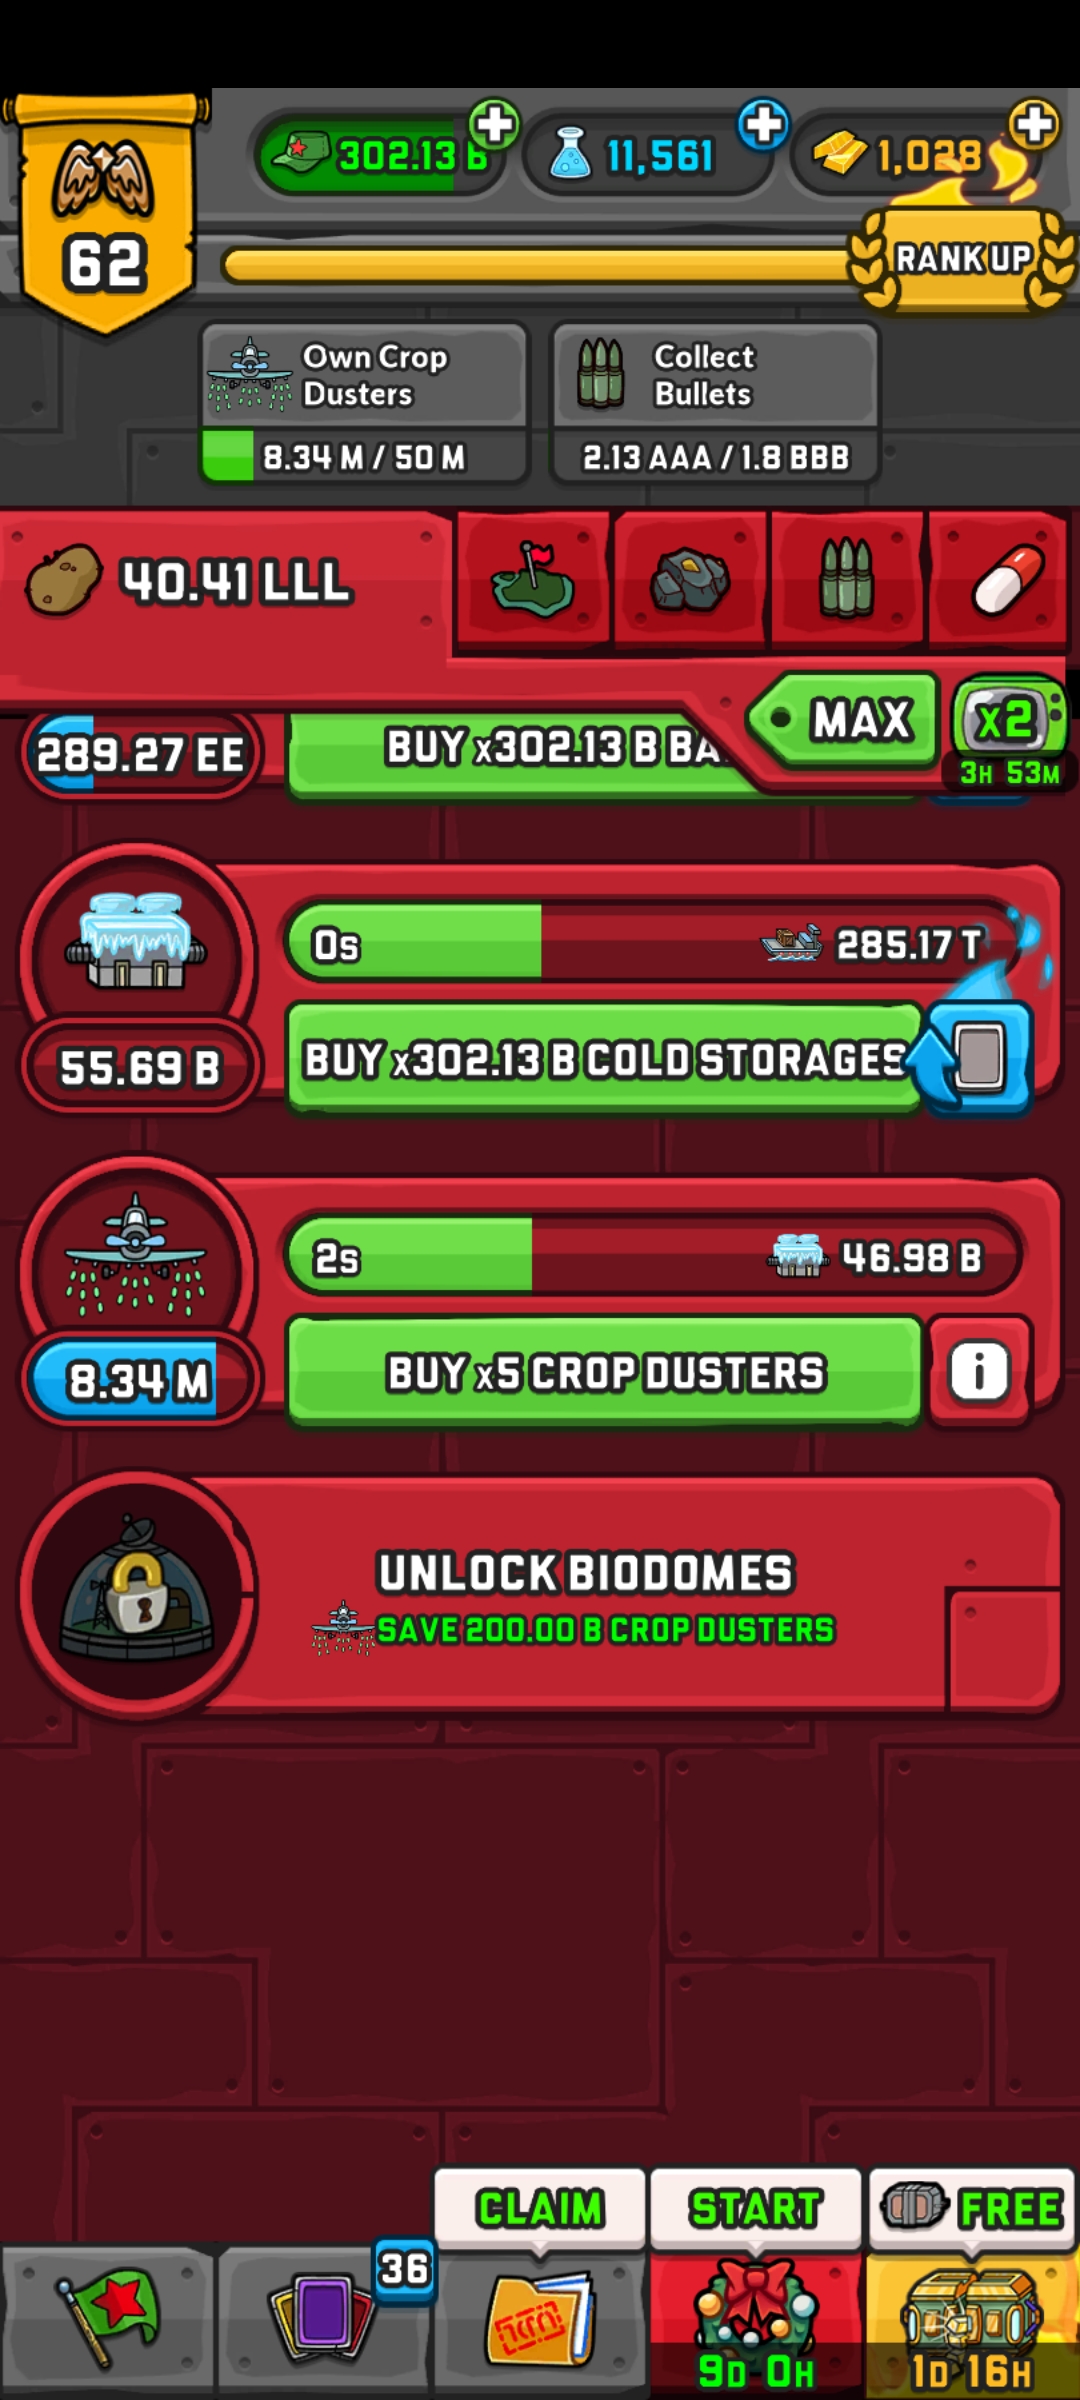 302.13 B
11,561
1,028
62
RANK UP
Own Crop
Dusters
8.34 M / 50 M
Collect
Bullets
2.13 AAA / 1.8 BBB
40.41 LLL
MAX
x2
3H 53M
289.27 EE
BUY x302.13 B BA
0s
285.17 T
55.69 B
BUY x302.13 B COLD STORAGES
2s
46.98 B
8.34 M
BUY x5 CROP DUSTERS
i
UNLOCK BIODOMES
SAVE 200.00 B CROP DUSTERS
CLAIM
START
FREE
36
9D 0H
1D 16H